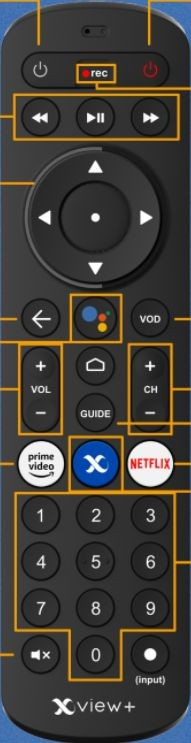 rec
VOD
+ +
VOL CH
- -
GUIDE
prime
video
X
NETFLIX
1 2 3
4 5 6
7 8 9
0
(input)
Xview+